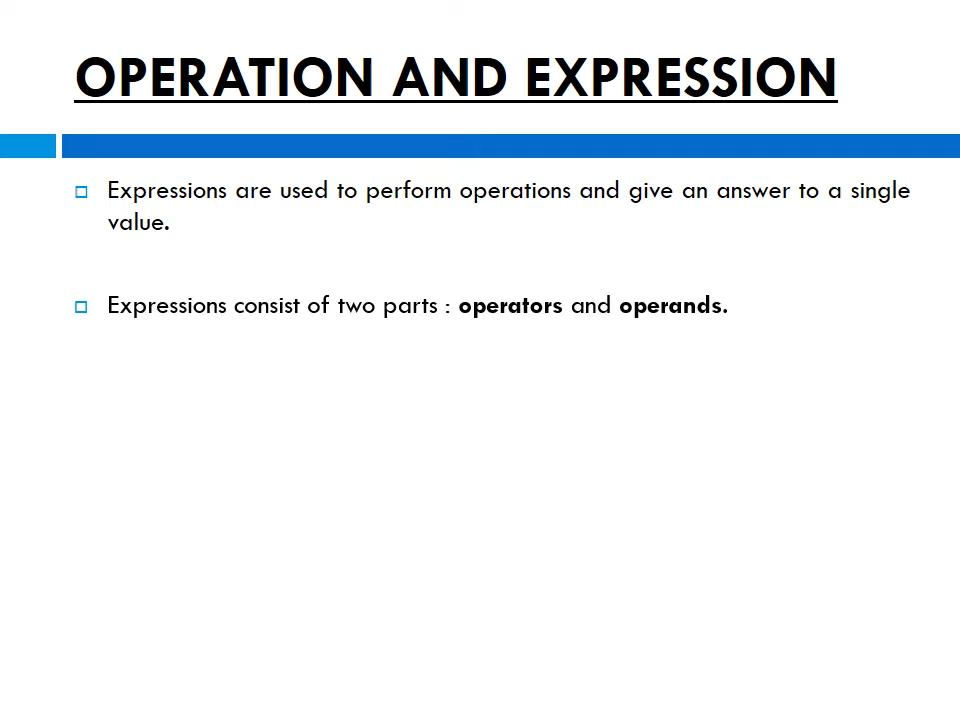 OPERATION AND EXPRESSION
Expressions are used to perform operations and give an answer to a single
value.
Expressions consist of two parts : operators and operands.